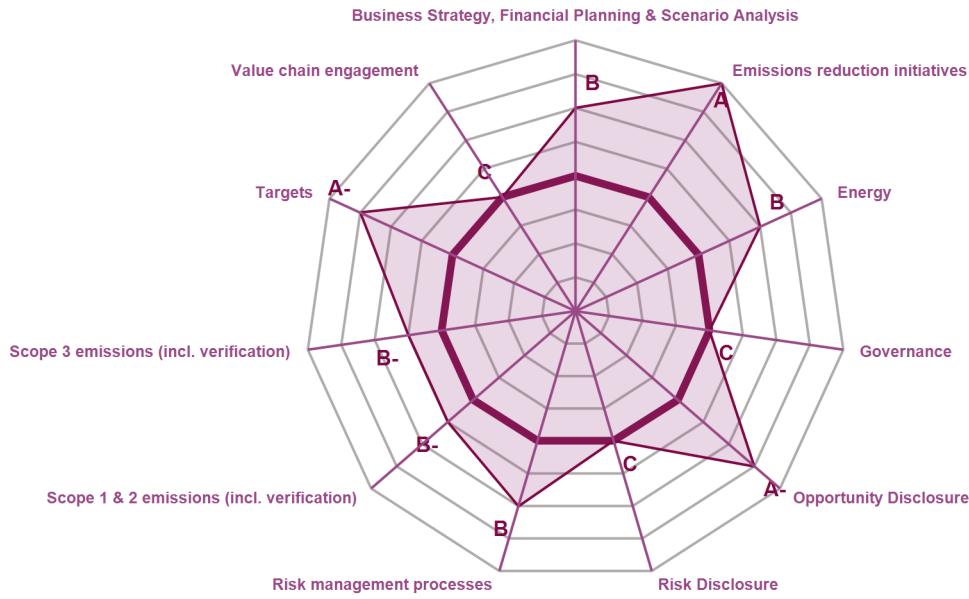 Business Strategy, Financial Planning & Scenario Analysis
Value chain engagement
Emissions reduction initiatives
B
A
C
Targets
A-
B
Energy
Scope 3 emissions (incl. verification)
B-
C
Governance
B-
Scope 1 & 2 emissions (incl. verification)
C
A-
Opportunity Disclosure
B
Risk management processes
Risk Disclosure